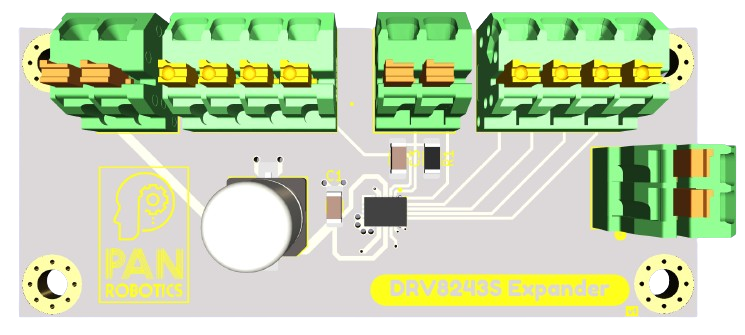 C1
PAN
ROBOTICS
DRV8243S Expander